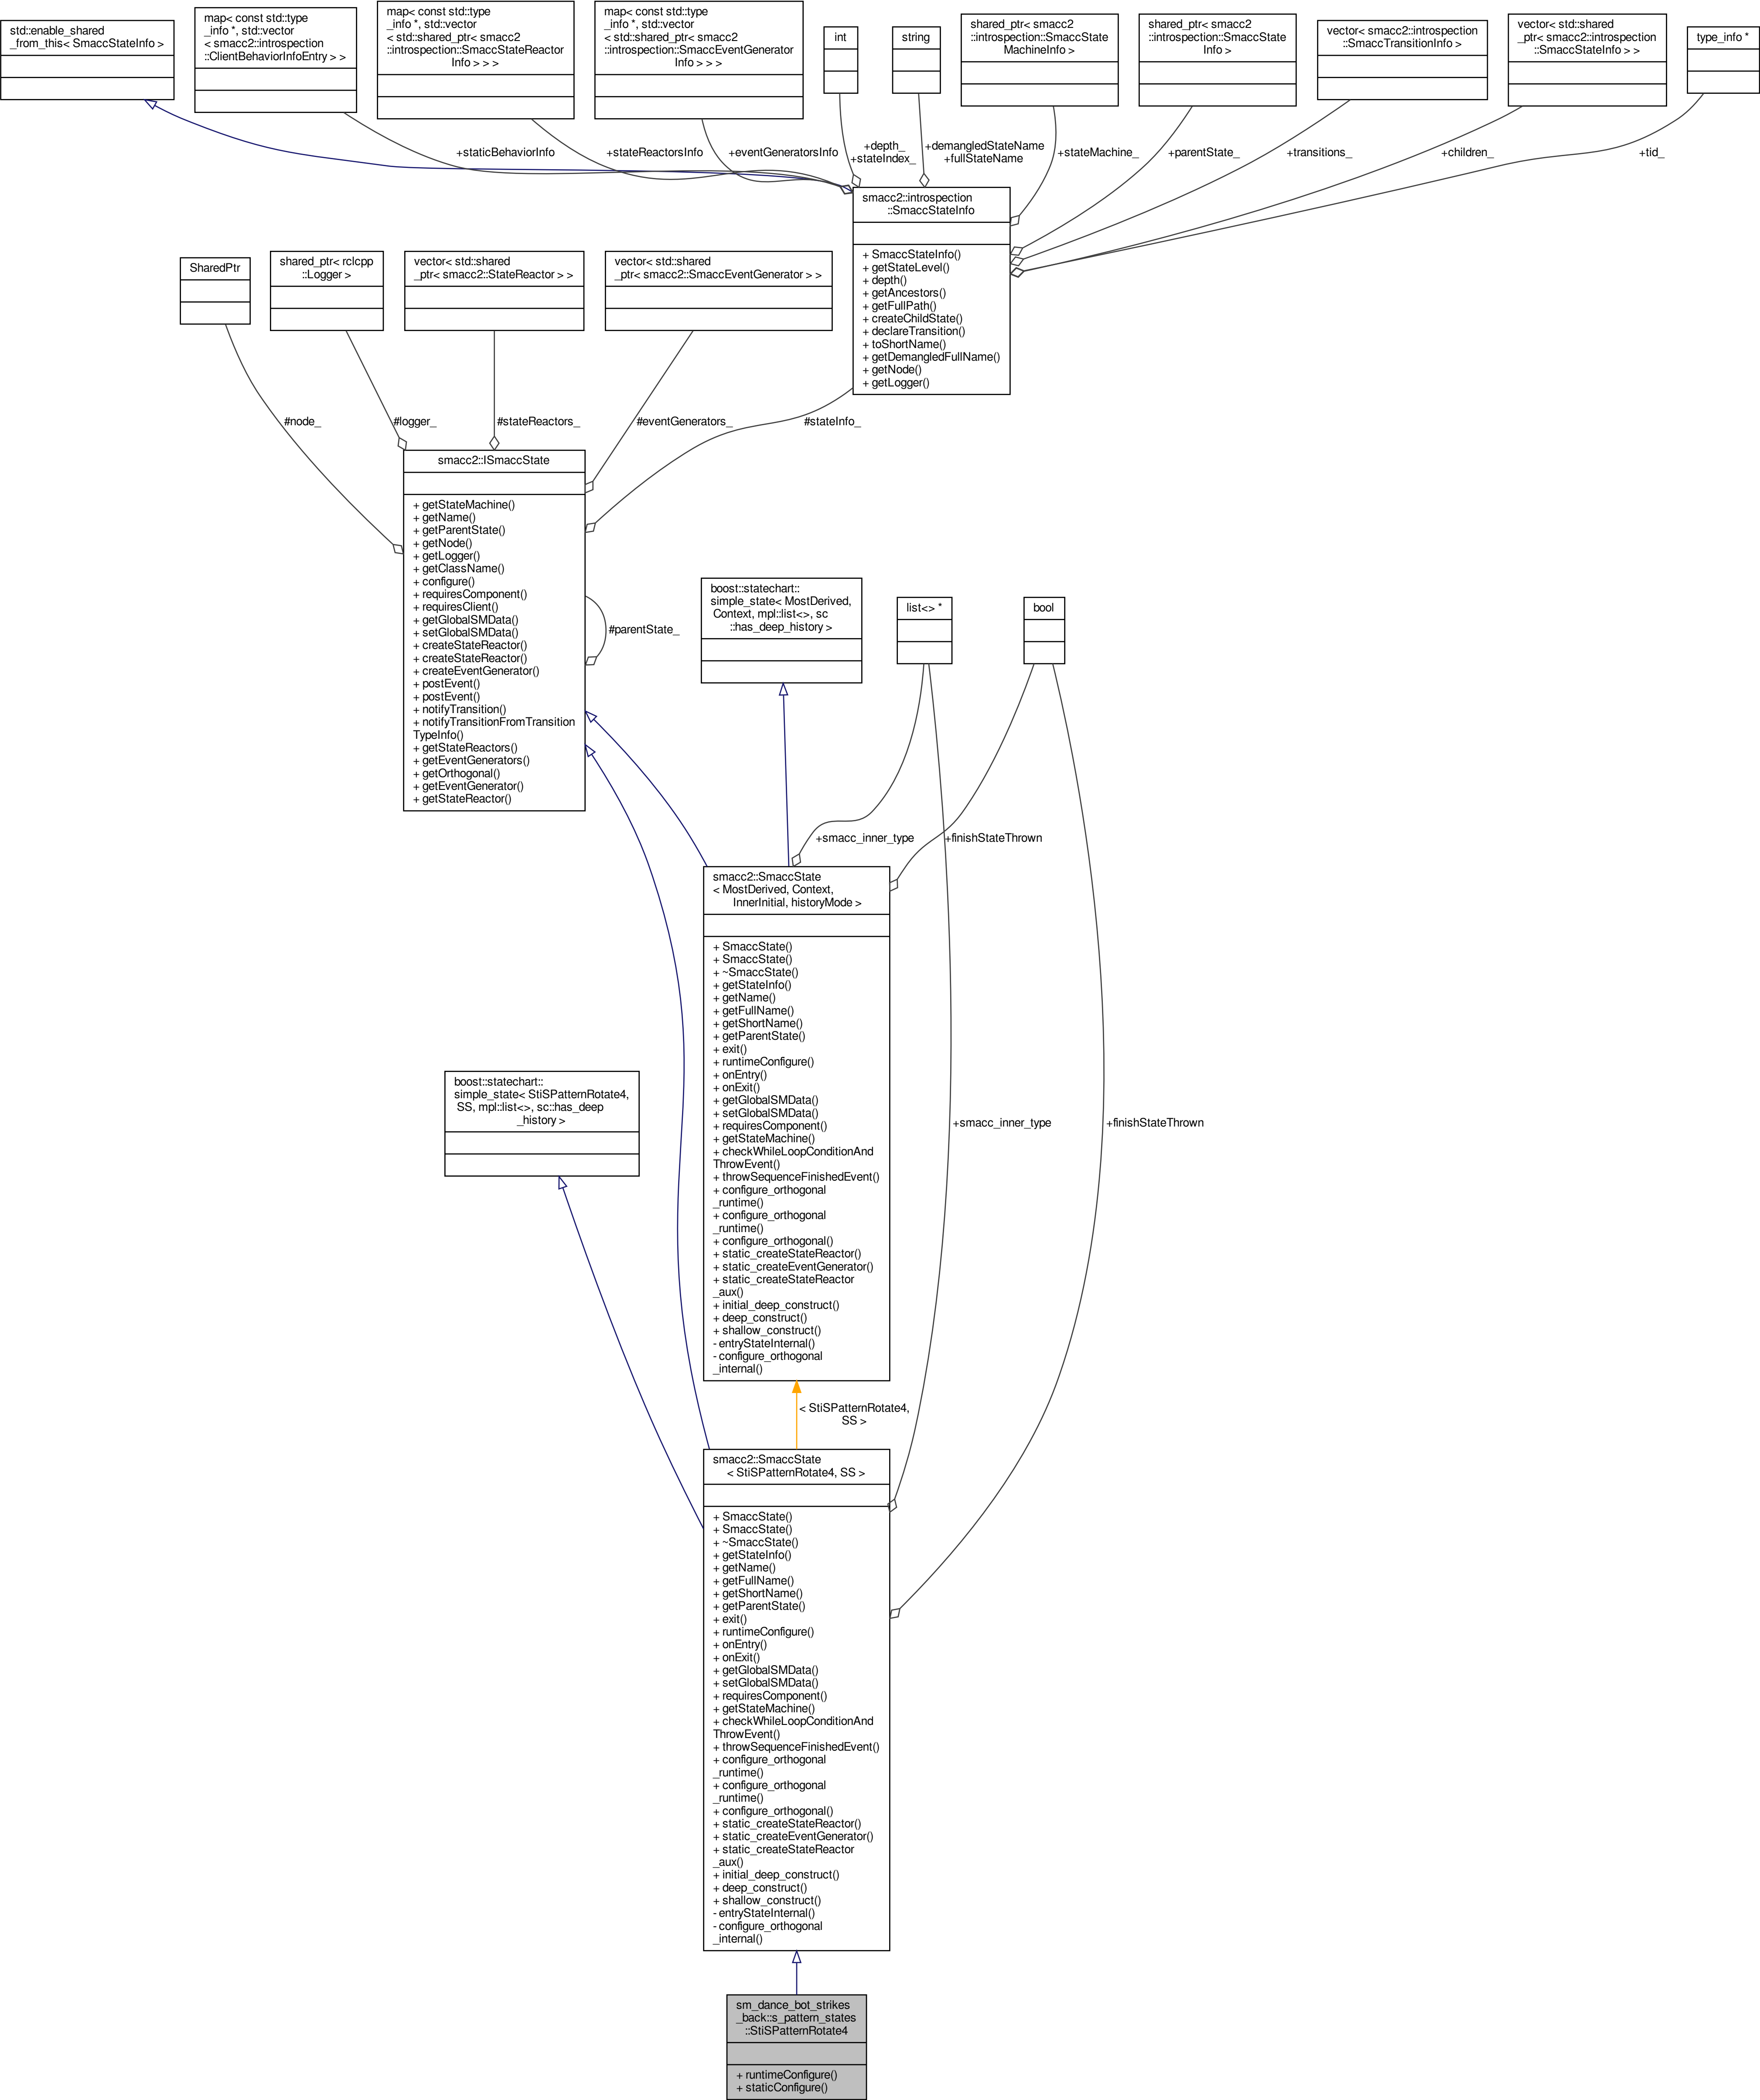 std::enable_shared
_from_this< SmaccStateInfo >
map< const std::type
_info *, std::vector
< smacc2::introspection
::ClientBehaviorInfoEntry > >
map< const std::type
_info *, std::vector
< std::shared_ptr< smacc2
::introspection::SmaccStateReactor
Info > > >
map< const std::type
_info *, std::vector
< std::shared_ptr< smacc2
::introspection::SmaccEventGenerator
Info > > >
int
string
shared_ptr< smacc2
::introspection::SmaccState
MachineInfo >
shared_ptr< smacc2
::introspection::SmaccState
Info >
vector< smacc2::introspection
::SmaccTransitionInfo >
vector< std::shared
_ptr< smacc2::introspection
::SmaccStateInfo > >
type_info *
+staticBehaviorInfo
+stateReactorsInfo
+eventGeneratorsInfo
+depth_
+stateIndex_
+demangledStateName
+fullStateName
+stateMachine_
+parentState_
+transitions_
+children_
+tid_
smacc2::introspection
::SmaccStateInfo
+ SmaccStateInfo()
+ getStateLevel()
+ depth()
+ getAncestors()
+ getFullPath()
+ createChildState()
+ declareTransition()
+ toShortName()
+ getDemangledFullName()
+ getNode()
+ getLogger()
SharedPtr
shared_ptr< rclcpp
::Logger >
vector< std::shared
_ptr< smacc2::StateReactor > >
vector< std::shared
_ptr< smacc2::SmaccEventGenerator > >
#node_
#logger_
#stateReactors_
#eventGenerators_
#stateInfo_
smacc2::ISmaccState
+ getStateMachine()
+ getName()
+ getParentState()
+ getNode()
+ getLogger()
+ getClassName()
+ configure()
+ requiresComponent()
+ requiresClient()
+ getGlobalSMData()
+ setGlobalSMData()
+ createStateReactor()
+ createStateReactor()
+ createEventGenerator()
+ postEvent()
+ postEvent()
+ notifyTransition()
+ notifyTransitionFromTransition
TypeInfo()
+ getStateReactors()
+ getEventGenerators()
+ getOrthogonal()
+ getEventGenerator()
+ getStateReactor()
#parentState_
boost::statechart::
simple_state< MostDerived,
Context, mpl::list<>, sc
::has_deep_history >
list<> *
bool
+smacc_inner_type
+finishStateThrown
smacc2::SmaccState
< MostDerived, Context,
InnerInitial, historyMode >
+ SmaccState()
+ SmaccState()
+ ~SmaccState()
+ getStateInfo()
+ getName()
+ getFullName()
+ getShortName()
+ getParentState()
+ exit()
+ runtimeConfigure()
+ onEntry()
+ onExit()
+ getGlobalSMData()
+ setGlobalSMData()
+ requiresComponent()
+ getStateMachine()
+ checkWhileLoopConditionAnd
ThrowEvent()
+ throwSequenceFinishedEvent()
+ configure_orthogonal
_runtime()
+ configure_orthogonal
_runtime()
+ configure_orthogonal()
+ static_createStateReactor()
+ static_createEventGenerator()
+ static_createStateReactor
_aux()
+ initial_deep_construct()
+ deep_construct()
+ shallow_construct()
- entryStateInternal()
- configure_orthogonal
_internal()
boost::statechart::
simple_state< StiSPatternRotate4,
SS, mpl::list<>, sc::has_deep
_history >
+smacc_inner_type
+finishStateThrown
< StiSPatternRotate4,
SS >
smacc2::SmaccState
< StiSPatternRotate4, SS >
+ SmaccState()
+ SmaccState()
+ ~SmaccState()
+ getStateInfo()
+ getName()
+ getFullName()
+ getShortName()
+ getParentState()
+ exit()
+ runtimeConfigure()
+ onEntry()
+ onExit()
+ getGlobalSMData()
+ setGlobalSMData()
+ requiresComponent()
+ getStateMachine()
+ checkWhileLoopConditionAnd
ThrowEvent()
+ throwSequenceFinishedEvent()
+ configure_orthogonal
_runtime()
+ configure_orthogonal
_runtime()
+ configure_orthogonal()
+ static_createStateReactor()
+ static_createEventGenerator()
+ static_createStateReactor
_aux()
+ initial_deep_construct()
+ deep_construct()
+ shallow_construct()
- entryStateInternal()
- configure_orthogonal
_internal()
sm_dance_bot_strikes
_back::s_pattern_states
::StiSPatternRotate4
+ runtimeConfigure()
+ staticConfigure()